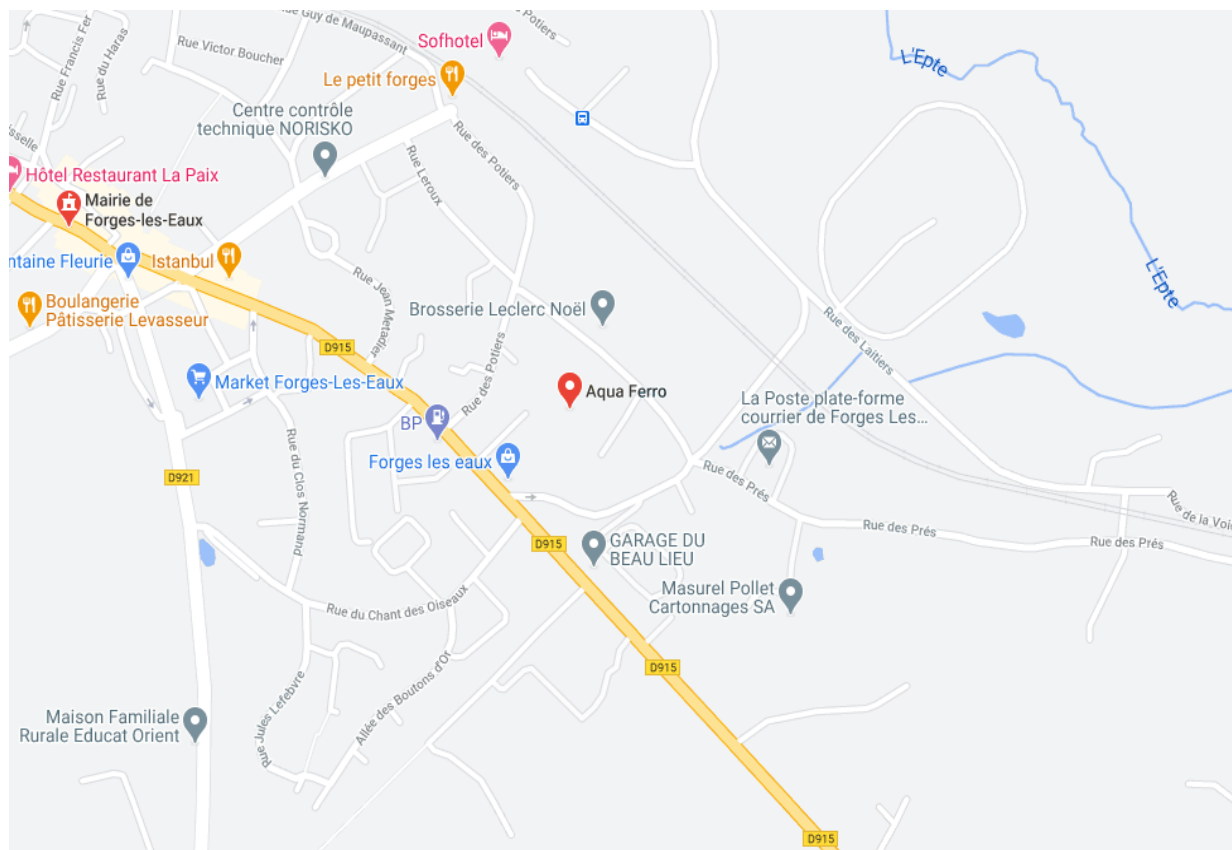 Rue Guy de Maupassant
Potiers
Sofhotel
L'Epte
Rue Francis Fer
Rue du Haras
Rue Victor Boucher
Le petit forges
Centre contrôle
technique NORISKO
Rue des Potiers
Rue Leroux
isselle
Hôtel Restaurant La Paix
Mairie de
Forges-les-Eaux
ntaine Fleurie
Istanbul
Rue Jean Metadier
L'Epte
Boulangerie
Pâtisserie Levasseur
Brosserie Leclerc Noël
Rue des Laitiers
D915
Rue des Potiers
Market Forges-Les-Eaux
Aqua Ferro
La Poste plate-forme
courrier de Forges Les...
BP
Forges les eaux
D921
Rue du Clos Normand
Rue des Prés
Rue des Prés
Rue des Prés
Rue de la Voie
D915
GARAGE DU
BEAU LIEU
Masurel Pollet
Cartonnages SA
Rue du Chant des Oiseaux
D915
Allée des Boutons d'Or
Rue Jules Lefebvre
Maison Familiale
Rurale Educat Orient
D915